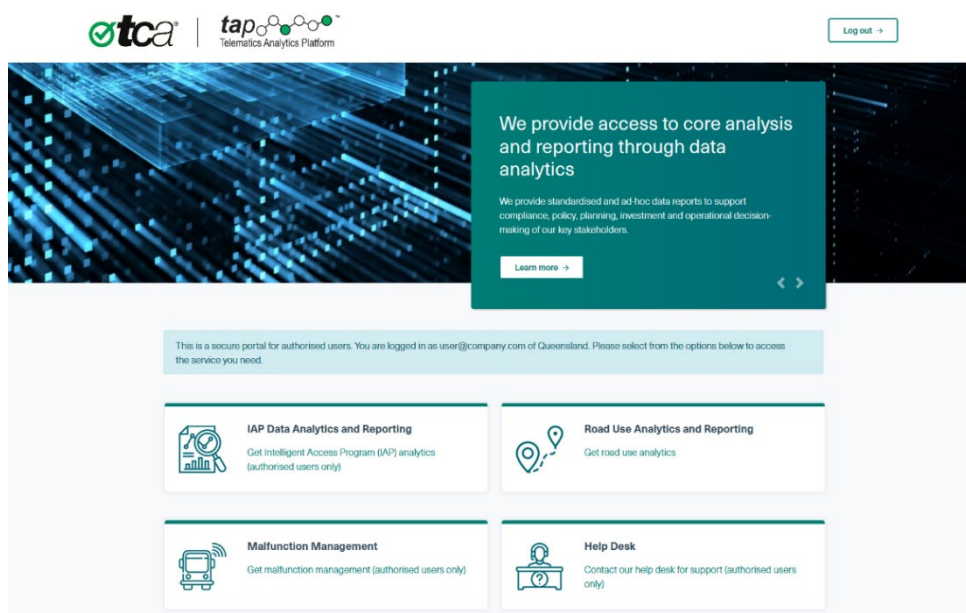 tca
tap
Telematics Analytics Platform
Log out →
We provide access to core analysis
and reporting through data
analytics
We provide standardised and ad-hoc data reports to support
compliance, policy, planning, investment and operational decision-
making of our key stakeholders.
Learn more →
This is a secure portal for authorised users. You are logged in as user@company.com of Queensland. Please select from the options below to access
the service you need.
IAP Data Analytics and Reporting
Get Intelligent Access Program (IAP) analytics
(authorised users only)
Road Use Analytics and Reporting
Get road use analytics
Malfunction Management
Get malfunction management (authorised users only)
Help Desk
Contact our help desk for support (authorised users
only)